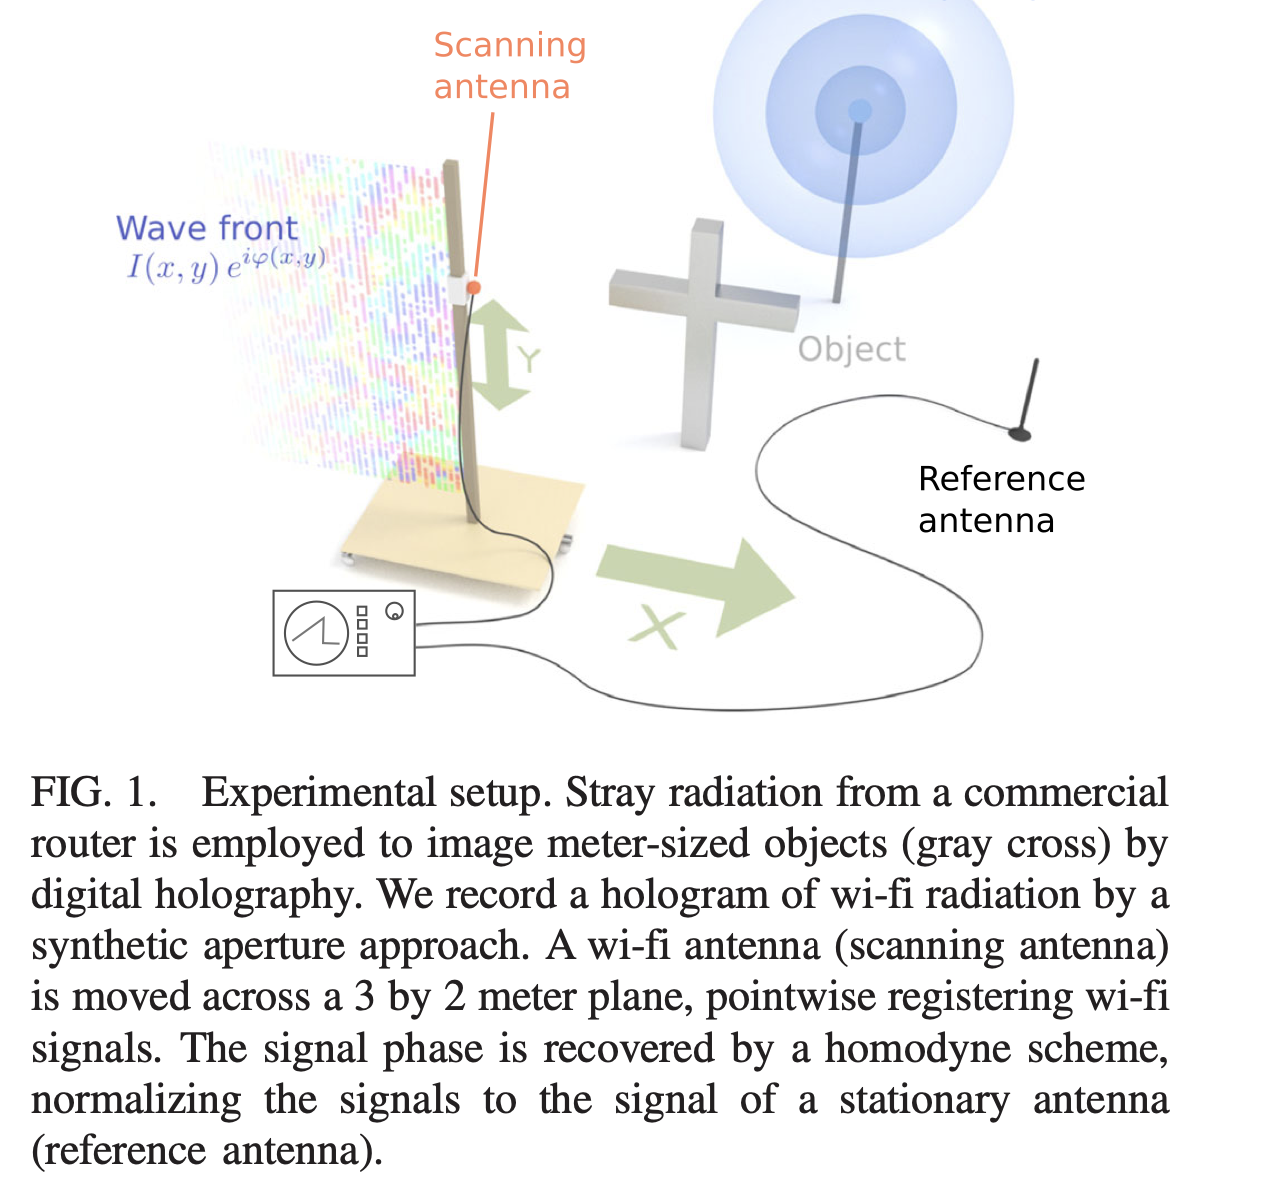 Scanning
antenna
Wave front
I(x, y) e^{iφ(x,y)}
Y
Object
Reference
antenna
X
FIG. 1. Experimental setup. Stray radiation from a commercial
router is employed to image meter-sized objects (gray cross) by
digital holography. We record a hologram of wi-fi radiation by a
synthetic aperture approach. A wi-fi antenna (scanning antenna)
is moved across a 3 by 2 meter plane, pointwise registering wi-fi
signals. The signal phase is recovered by a homodyne scheme,
normalizing the signals to the signal of a stationary antenna
(reference antenna).